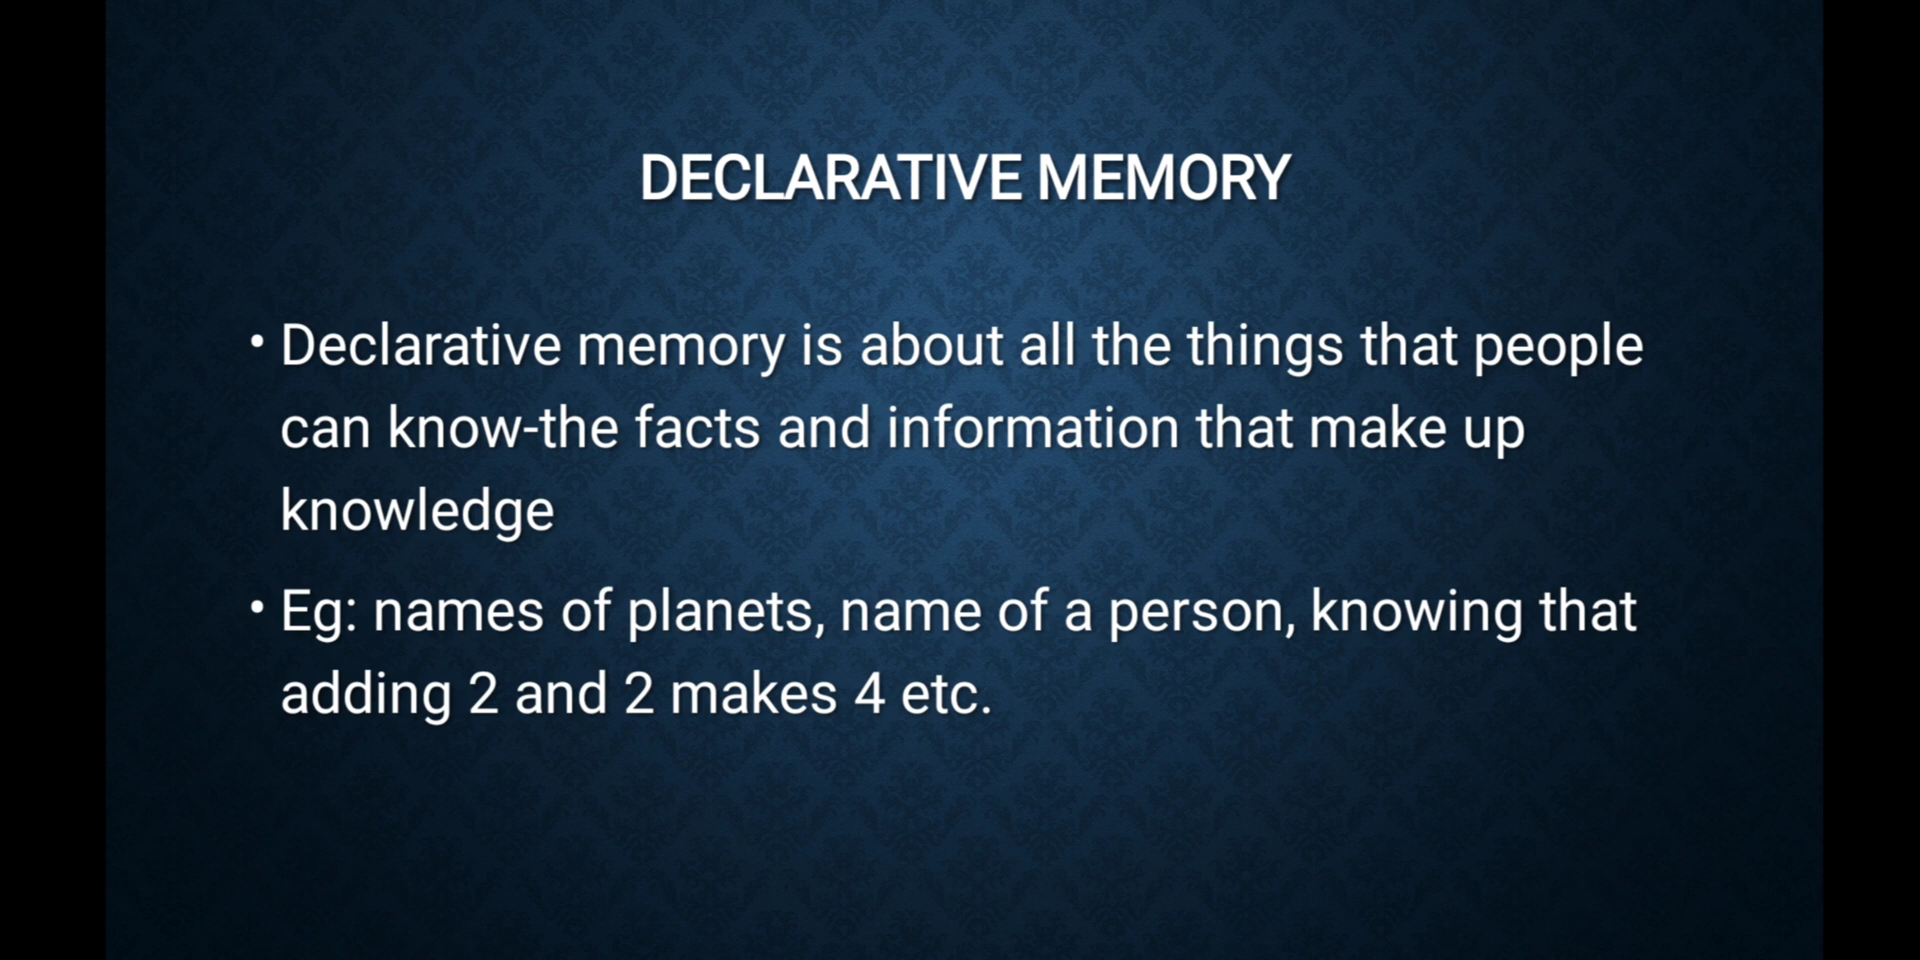 DECLARATIVE MEMORY
• Declarative memory is about all the things that people
can know-the facts and information that make up
knowledge
• Eg: names of planets, name of a person, knowing that
adding 2 and 2 makes 4 etc.